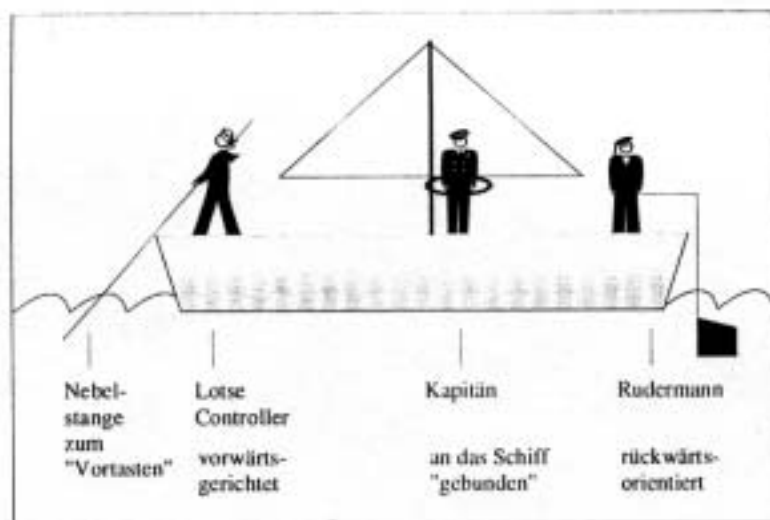 Nebel-
stange
zum
"Vortasten"
Lotse
Controller
vorwärts-
gerichtet
Kapitän
an das Schiff
"gebunden"
Rudermann
rückwärts-
orientiert